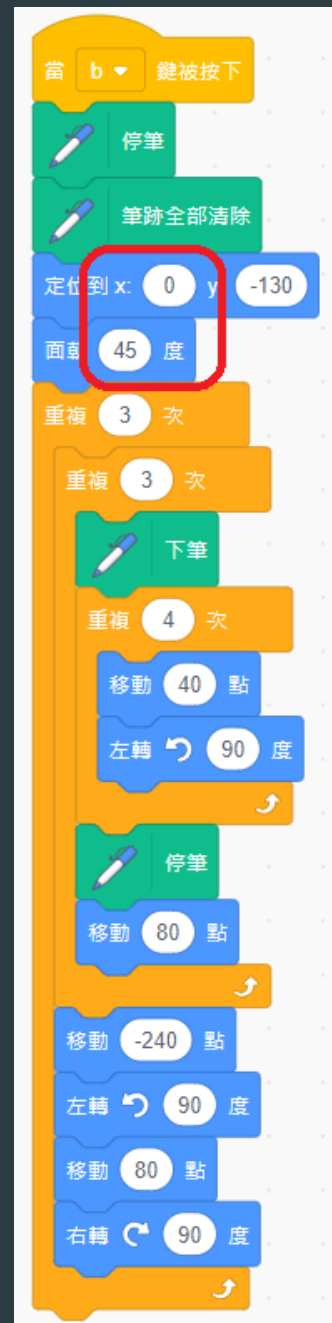 當 b 鍵被按下
停筆
筆跡全部清除
定位到 x: 0 y -130
面朝 45 度
重複 3 次
重複 3 次
下筆
重複 4 次
移動 40 點
左轉 90 度
停筆
移動 80 點
移動 -240 點
左轉 90 度
移動 80 點
右轉 90 度